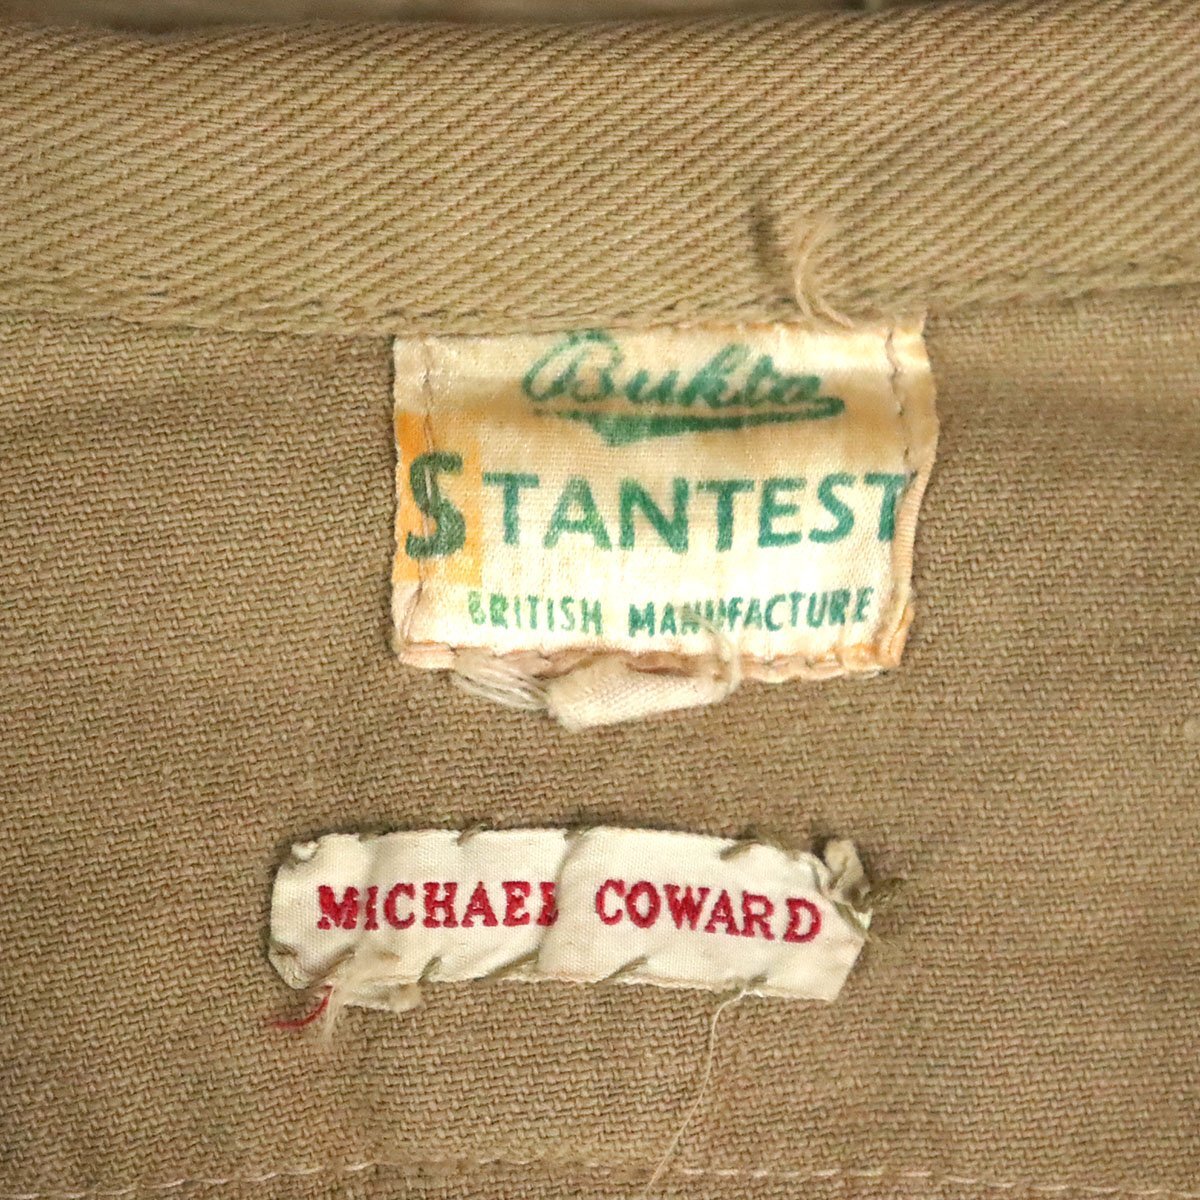 Bukta
STANTEST
BRITISH MANUFACTURE
MICHAEL COWARD